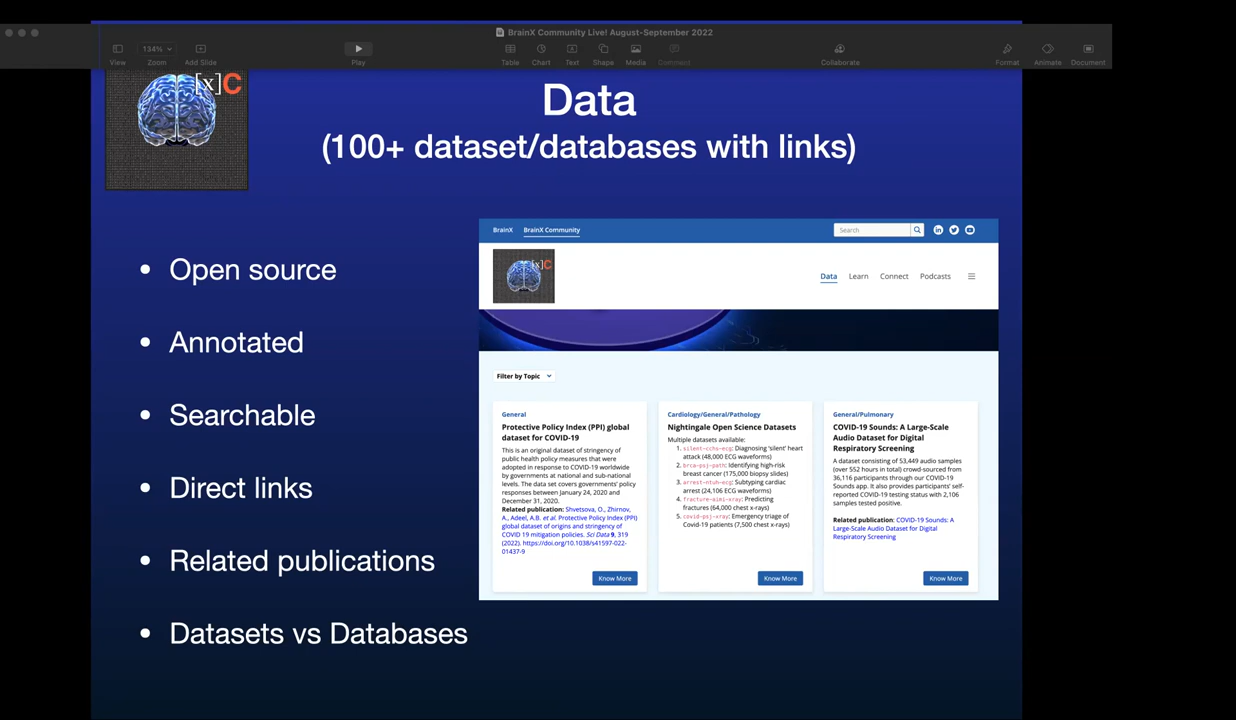 BrainX Community Live! August-September 2022
134%
View
Zoom
Add Slide
Play
Table
Chart
Text
Shape
Media
Comment
Collaborate
Format
Animate
Document
[x]C
Data
(100+ dataset/databases with links)
• Open source
• Annotated
• Searchable
• Direct links
• Related publications
• Datasets vs Databases
BrainX
BrainX Community
Search
[x]C
Data
Learn
Connect
Podcasts
Filter by Topic
General
Protective Policy Index (PPI) global
dataset for COVID-19
This is an original dataset of stringency of
public health policy measures that were
adopted in response to COVID-19 worldwide
by governments at national and sub-national
levels. The data set covers governments' policy
responses between January 24, 2020 and
December 31, 2020.
Related publication: Shvetsova, O., Zhirnov,
A., Adeel, A.B. et al. Protective Policy Index (PPI)
global dataset of origins and stringency of
COVID 19 mitigation policies. Sci Data 9, 319
(2022). https://doi.org/10.1038/s41597-022-
01437-9
Know More
Cardiology/General/Pathology
Nightingale Open Science Datasets
Multiple datasets available:
1. silent-cchs-ecg: Diagnosing 'silent' heart
attack (48,000 ECG waveforms)
2. brca-psj-path: Identifying high-risk
breast cancer (175,000 biopsy slides)
3. arrest-ntuh-ecg: Subtyping cardiac
arrest (24,106 ECG waveforms)
4. fracture-aimi-xray: Predicting
fractures (64,000 chest x-rays)
5. covid-psj-xray: Emergency triage of
Covid-19 patients (7,500 chest x-rays)
Know More
General/Pulmonary
COVID-19 Sounds: A Large-Scale
Audio Dataset for Digital
Respiratory Screening
A dataset consisting of 53,449 audio samples
(over 552 hours in total) crowd-sourced from
36,116 participants through our COVID-19
Sounds app. It also provides participants' self-
reported COVID-19 testing status with 2,106
samples tested positive.
Related publication: COVID-19 Sounds: A
Large-Scale Audio Dataset for Digital
Respiratory Screening
Know More